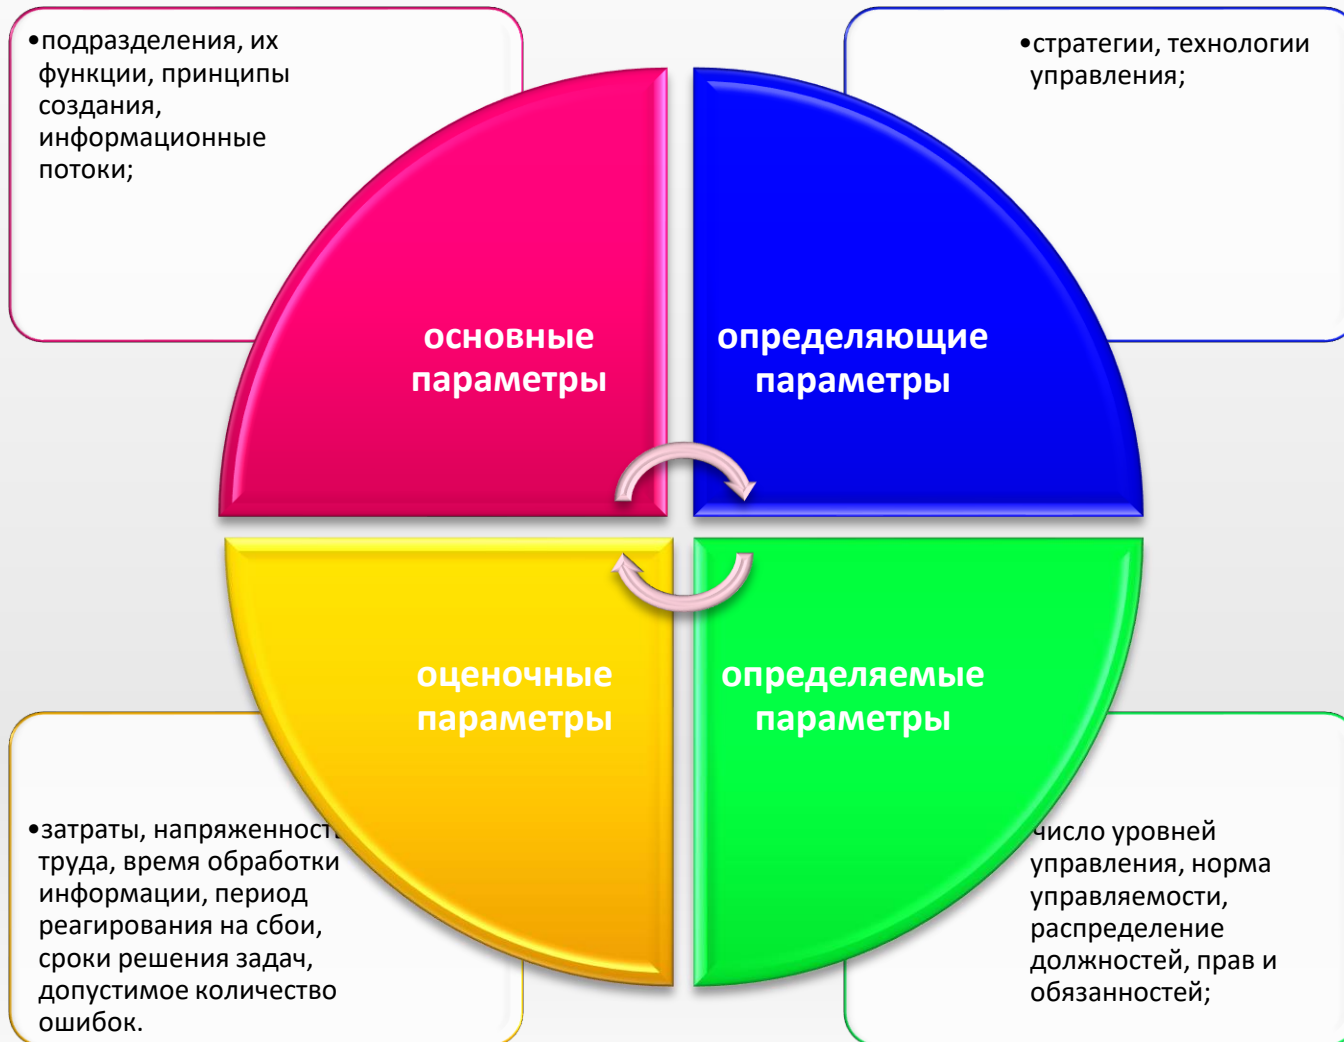 •подразделения, их
функции, принципы
создания,
информационные
потоки;
•стратегии, технологии
управления;
основные
параметры
определяющие
параметры
оценочные
параметры
определяемые
параметры
•затраты, напряженность
труда, время обработки
информации, период
реагирования на сбои,
сроки решения задач,
допустимое количество
ошибок.
число уровней
управления, норма
управляемости,
распределение
должностей, прав и
обязанностей;